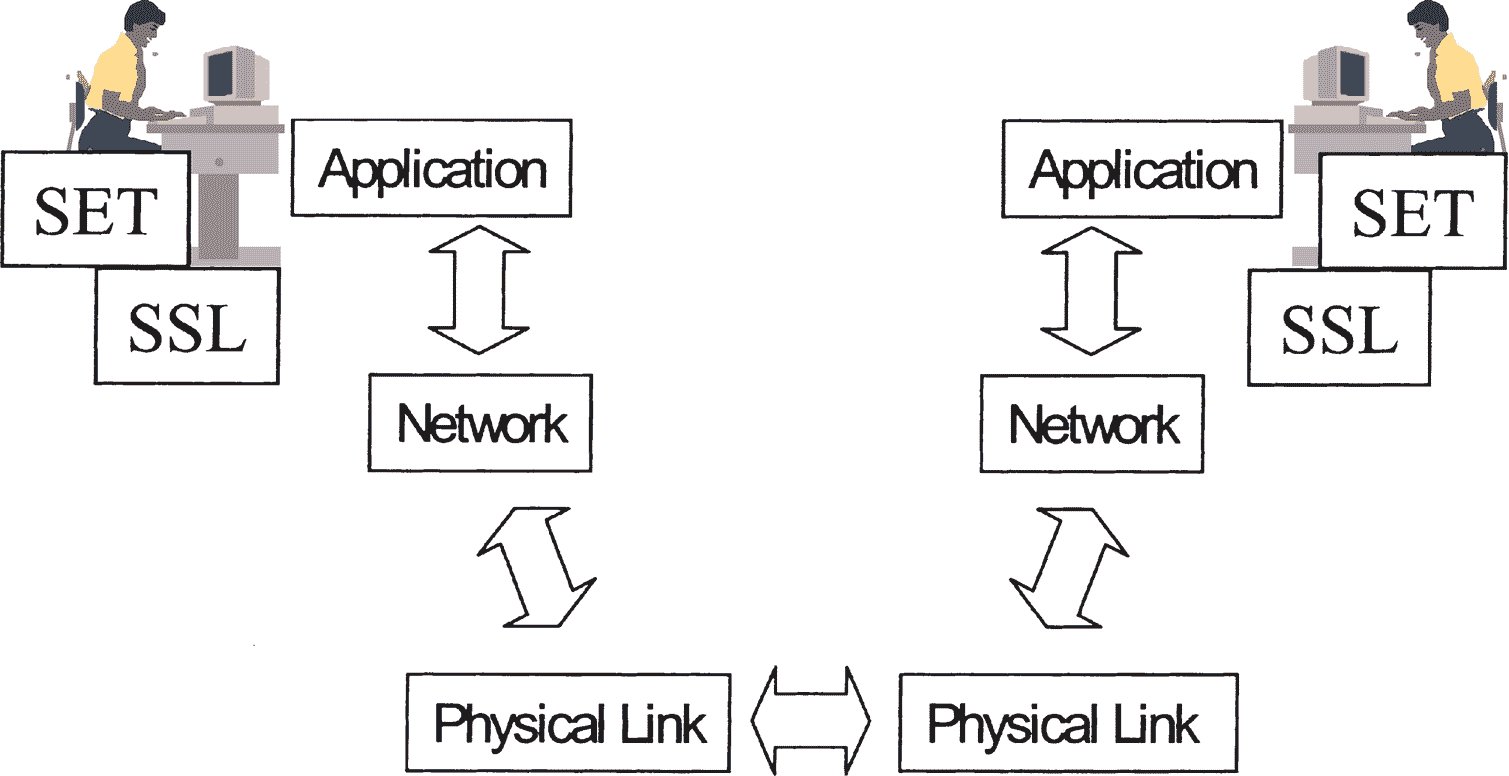 Application
Application
SET
SET
SSL
SSL
Network
Network
Physical Link
Physical Link